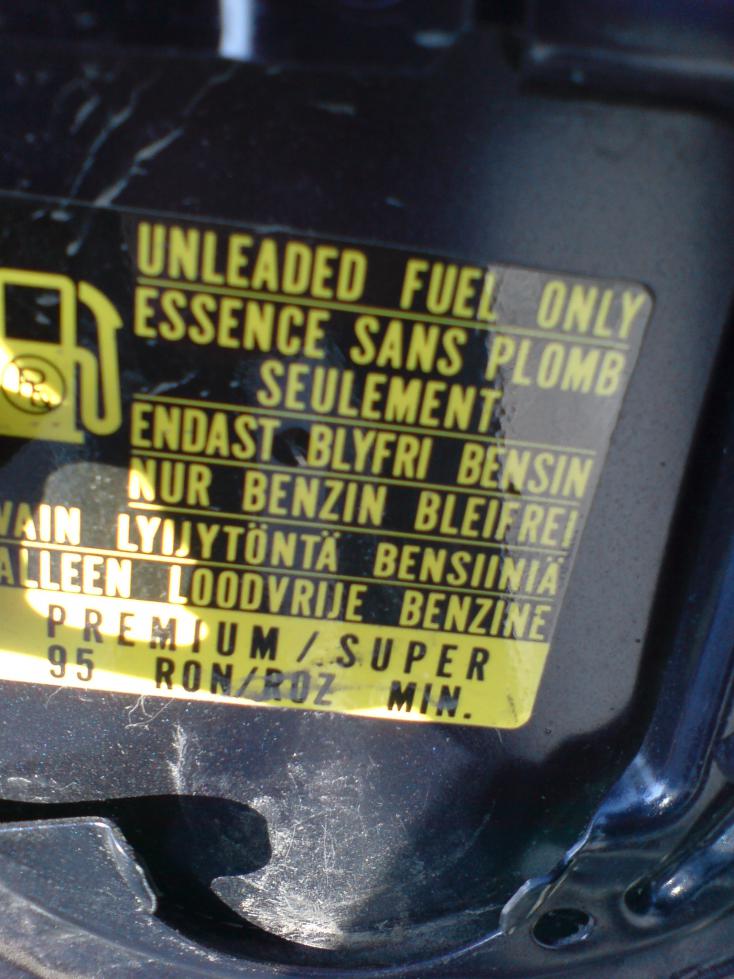 UNLEADED FUEL ONLY
ESSENCE SANS PLOMB
SEULEMENT
ENDAST BLYFRI BENSIN
NUR BENZIN BLEIFREI
VAIN LYIJYTÖNTÄ BENSIINIÄ
ALLEEN LOODVRIJE BENZINE
PREMIUM/SUPER
95 RON/ROZ MIN.